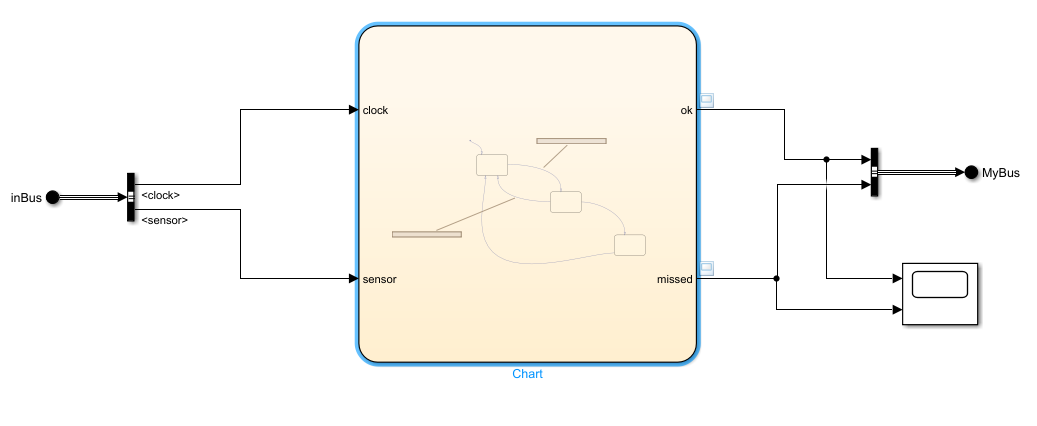 clock
ok
inBus
<clock>
<sensor>
MyBus
sensor
missed
Chart